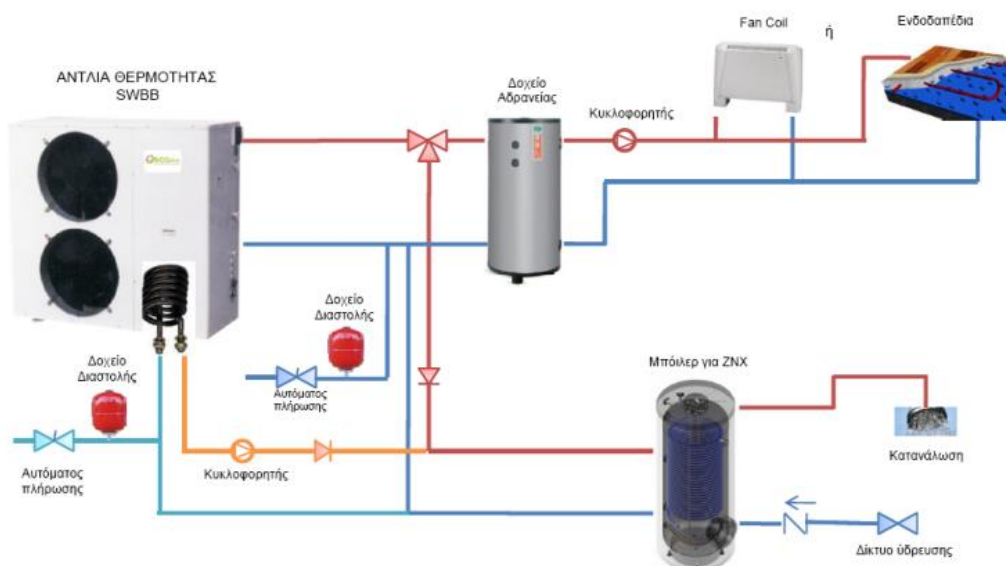 Fan Coil
ή
Ενδοδαπέδια
ΑΝΤΛΙΑ ΘΕΡΜΟΤΗΤΑΣ
SWBB
Δοχείο
Αδρανείας
Κυκλοφορητής
Δοχείο
Διαστολής
Δοχείο
Διαστολής
Μπόιλερ για ΖΝΧ
Αυτόματος
πλήρωσης
Κατανάλωση
Αυτόματος
πλήρωσης
Κυκλοφορητής
Δίκτυο ύδρευσης